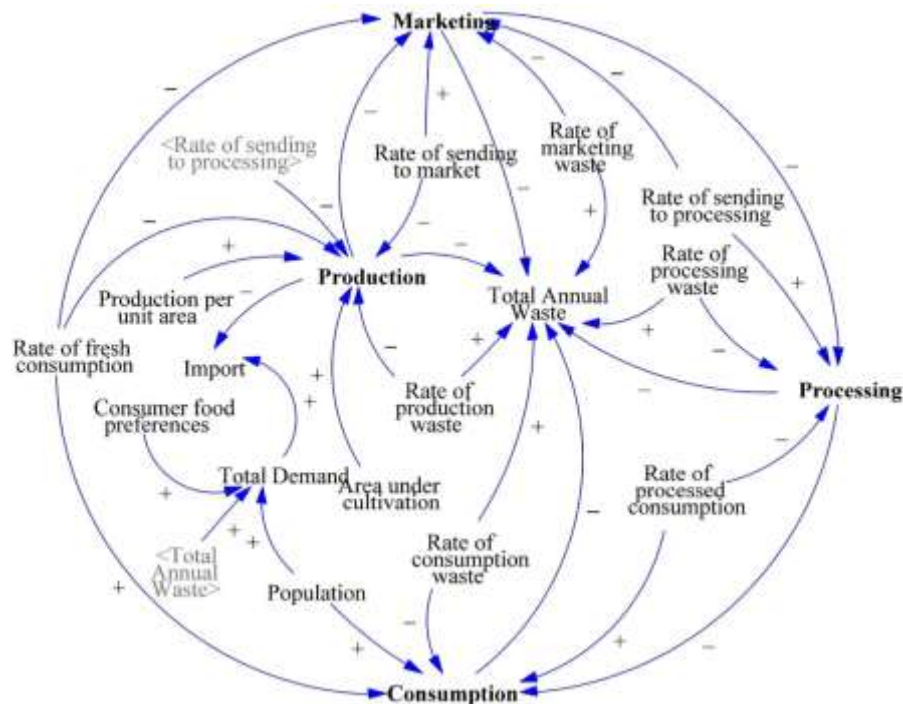 Marketing
<Rate of sending
to processing>
Rate of sending
to market
Rate of
marketing
waste
Rate of sending
to processing
Production
Rate of
processing
waste
Total Annual
Waste
Production per
unit area
Rate of fresh
consumption
Import
Processing
Consumer food
preferences
Rate of
production
waste
Total Demand
Area under
cultivation
Rate of
processed
consumption
Rate of
consumption
waste
<Total
Annual
Waste>
Population
Consumption